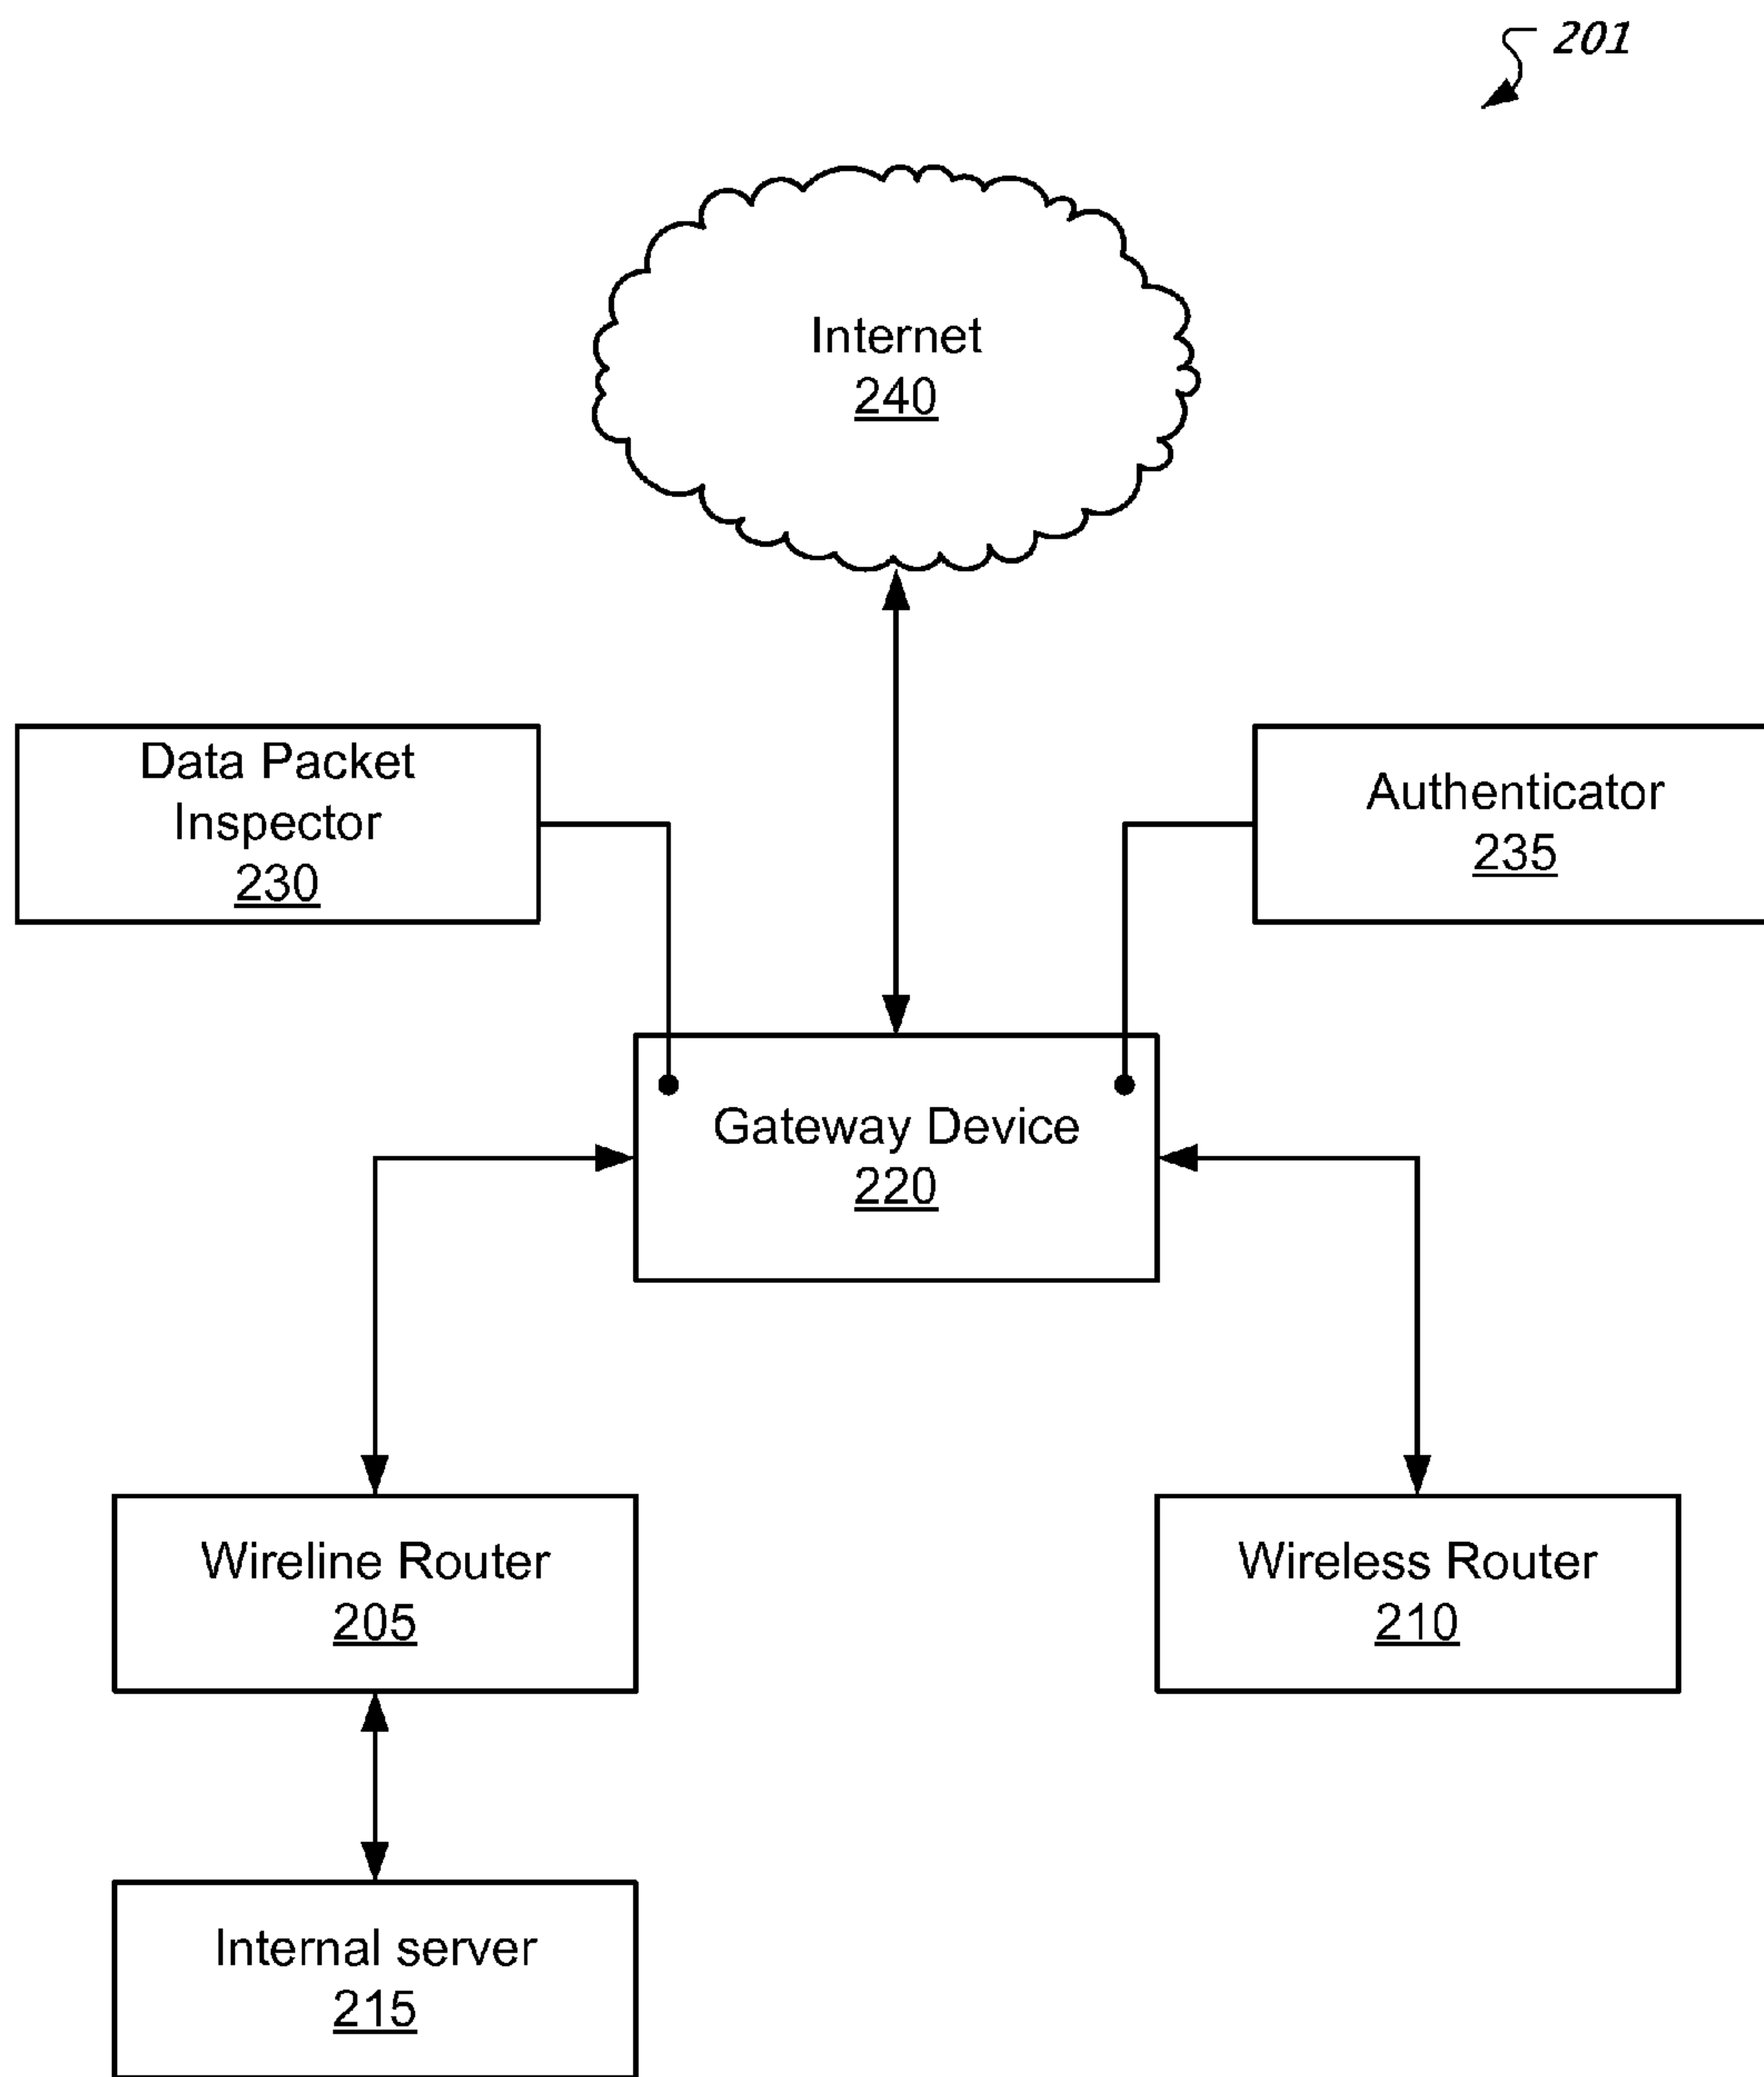 201
Internet
240
Data Packet
Inspector
230
Authenticator
235
Gateway Device
220
Wireline Router
205
Wireless Router
210
Internal server
215